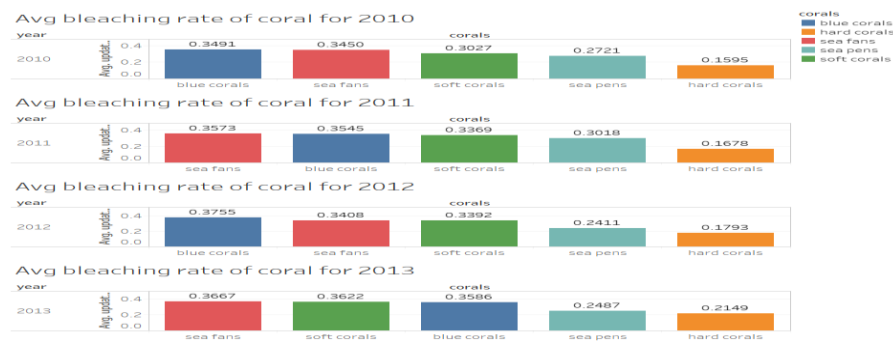 Avg bleaching rate of coral for 2010
year corals
2010 Avg. updat.. 0.4 0.2 0.0
0.3491 0.3450 0.3027 0.2721 0.1595
blue corals sea fans soft corals sea pens hard corals
Avg bleaching rate of coral for 2011
year corals
2011 Avg. updat.. 0.4 0.2 0.0
0.3573 0.3545 0.3369 0.3018 0.1678
sea fans blue corals soft corals sea pens hard corals
Avg bleaching rate of coral for 2012
year corals
2012 Avg. updat.. 0.4 0.2 0.0
0.3755 0.3408 0.3392 0.2411 0.1793
blue corals sea fans soft corals sea pens hard corals
Avg bleaching rate of coral for 2013
year corals
2013 Avg. updat.. 0.4 0.2 0.0
0.3667 0.3622 0.3586 0.2487 0.2149
sea fans soft corals blue corals sea pens hard corals
corals
blue corals
hard corals
sea fans
sea pens
soft corals